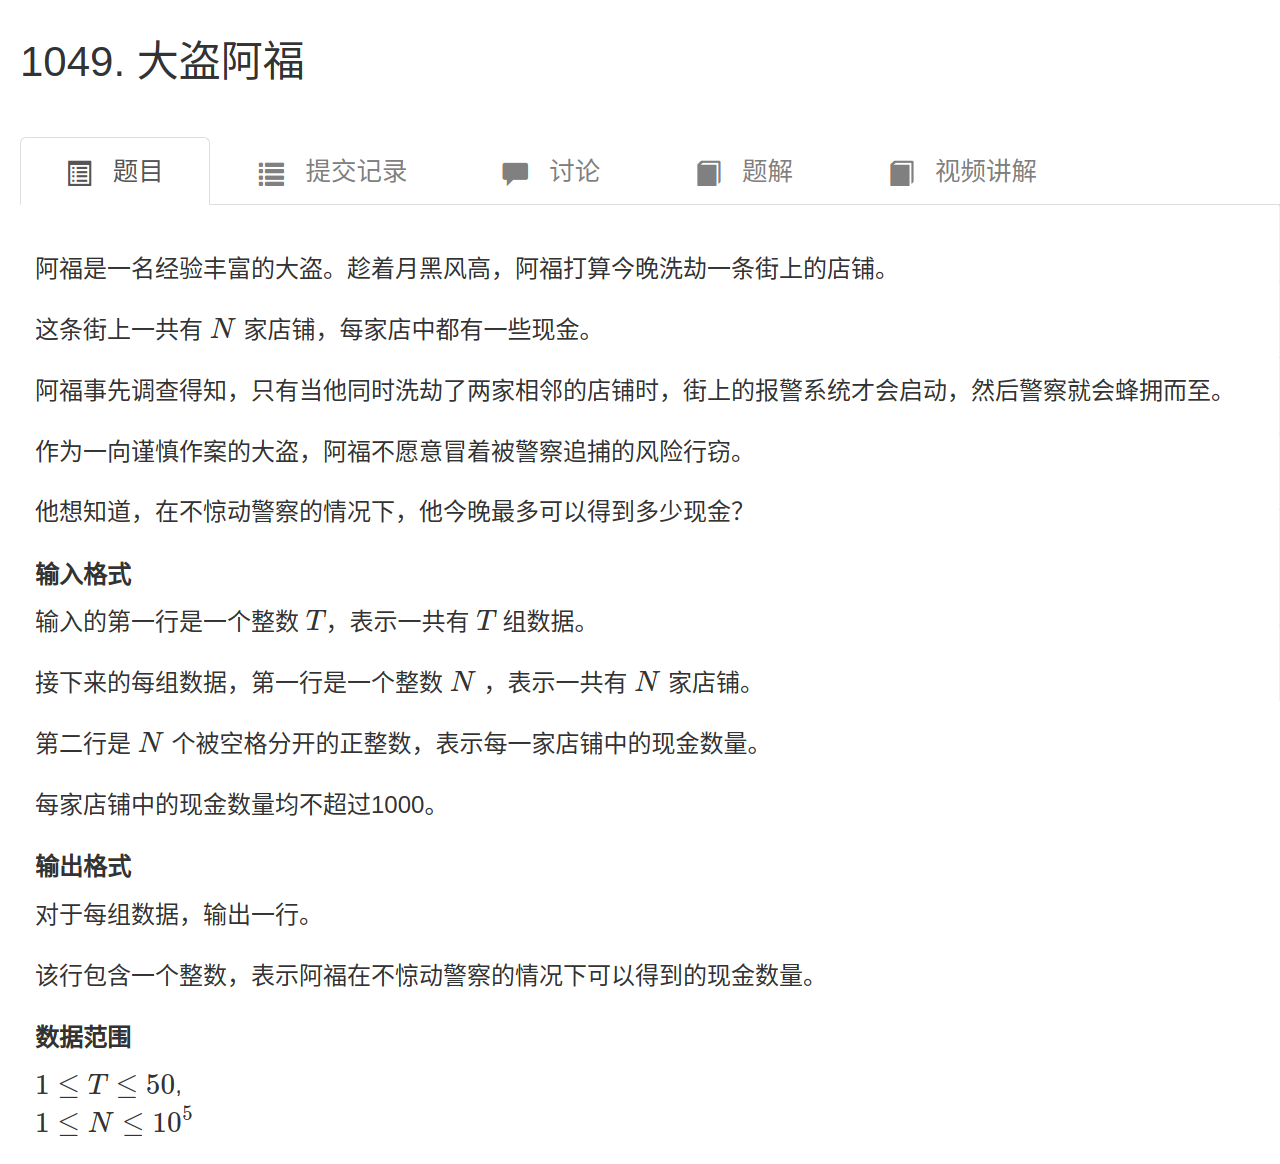 1049. 大盗阿福
题目 提交记录 讨论 题解 视频讲解
阿福是一名经验丰富的大盗。趁着月黑风高，阿福打算今晚洗劫一条街上的店铺。
这条街上一共有 N 家店铺，每家店中都有一些现金。
阿福事先调查得知，只有当他同时洗劫了两家相邻的店铺时，街上的报警系统才会启动，然后警察就会蜂拥而至。
作为一向谨慎作案的大盗，阿福不愿意冒着被警察追捕的风险行窃。
他想知道，在不惊动警察的情况下，他今晚最多可以得到多少现金？
输入格式
输入的第一行是一个整数 T，表示一共有 T 组数据。
接下来的每组数据，第一行是一个整数 N ，表示一共有 N 家店铺。
第二行是 N 个被空格分开的正整数，表示每一家店铺中的现金数量。
每家店铺中的现金数量均不超过1000。
输出格式
对于每组数据，输出一行。
该行包含一个整数，表示阿福在不惊动警察的情况下可以得到的现金数量。
数据范围
1 ≤ T ≤ 50,
1 ≤ N ≤ 10⁵